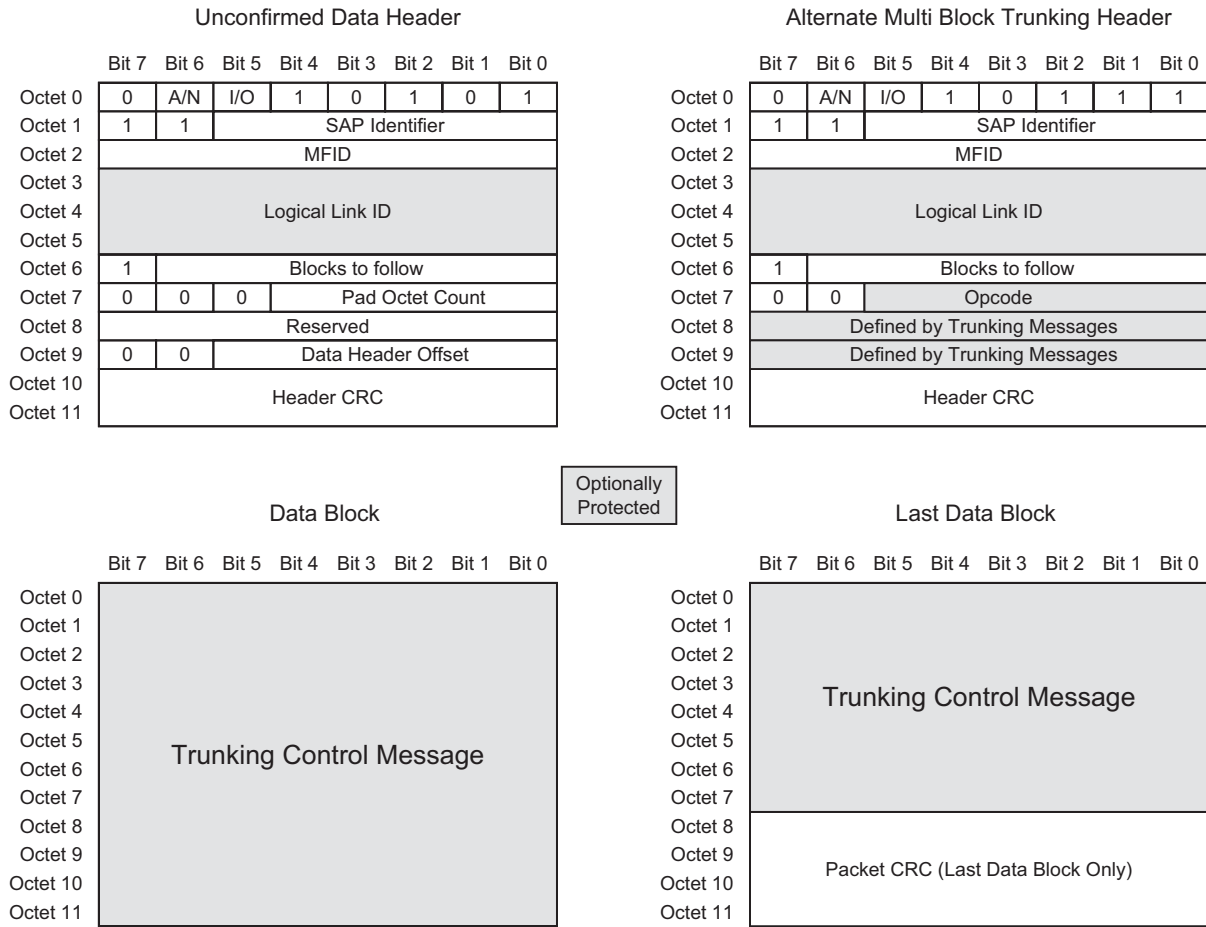 Unconfirmed Data Header
Bit 7 Bit 6 Bit 5 Bit 4 Bit 3 Bit 2 Bit 1 Bit 0
Octet 0 0 A/N I/O 1 0 1 0 1
Octet 1 1 1 SAP Identifier
Octet 2 MFID
Octet 3
Octet 4 Logical Link ID
Octet 5
Octet 6 1 Blocks to follow
Octet 7 0 0 0 Pad Octet Count
Octet 8 Reserved
Octet 9 0 0 Data Header Offset
Octet 10
Header CRC
Octet 11
Alternate Multi Block Trunking Header
Bit 7 Bit 6 Bit 5 Bit 4 Bit 3 Bit 2 Bit 1 Bit 0
Octet 0 0 A/N I/O 1 0 1 1 1
Octet 1 1 1 SAP Identifier
Octet 2 MFID
Octet 3
Octet 4 Logical Link ID
Octet 5
Octet 6 1 Blocks to follow
Octet 7 0 0 Opcode
Octet 8 Defined by Trunking Messages
Octet 9 Defined by Trunking Messages
Octet 10
Header CRC
Octet 11
Optionally
Protected
Data Block
Bit 7 Bit 6 Bit 5 Bit 4 Bit 3 Bit 2 Bit 1 Bit 0
Octet 0
Octet 1
Octet 2
Octet 3
Octet 4
Octet 5
Trunking Control Message
Octet 6
Octet 7
Octet 8
Octet 9
Octet 10
Octet 11
Last Data Block
Bit 7 Bit 6 Bit 5 Bit 4 Bit 3 Bit 2 Bit 1 Bit 0
Octet 0
Octet 1
Octet 2
Octet 3
Trunking Control Message
Octet 4
Octet 5
Octet 6
Octet 7
Octet 8
Octet 9
Packet CRC (Last Data Block Only)
Octet 10
Octet 11